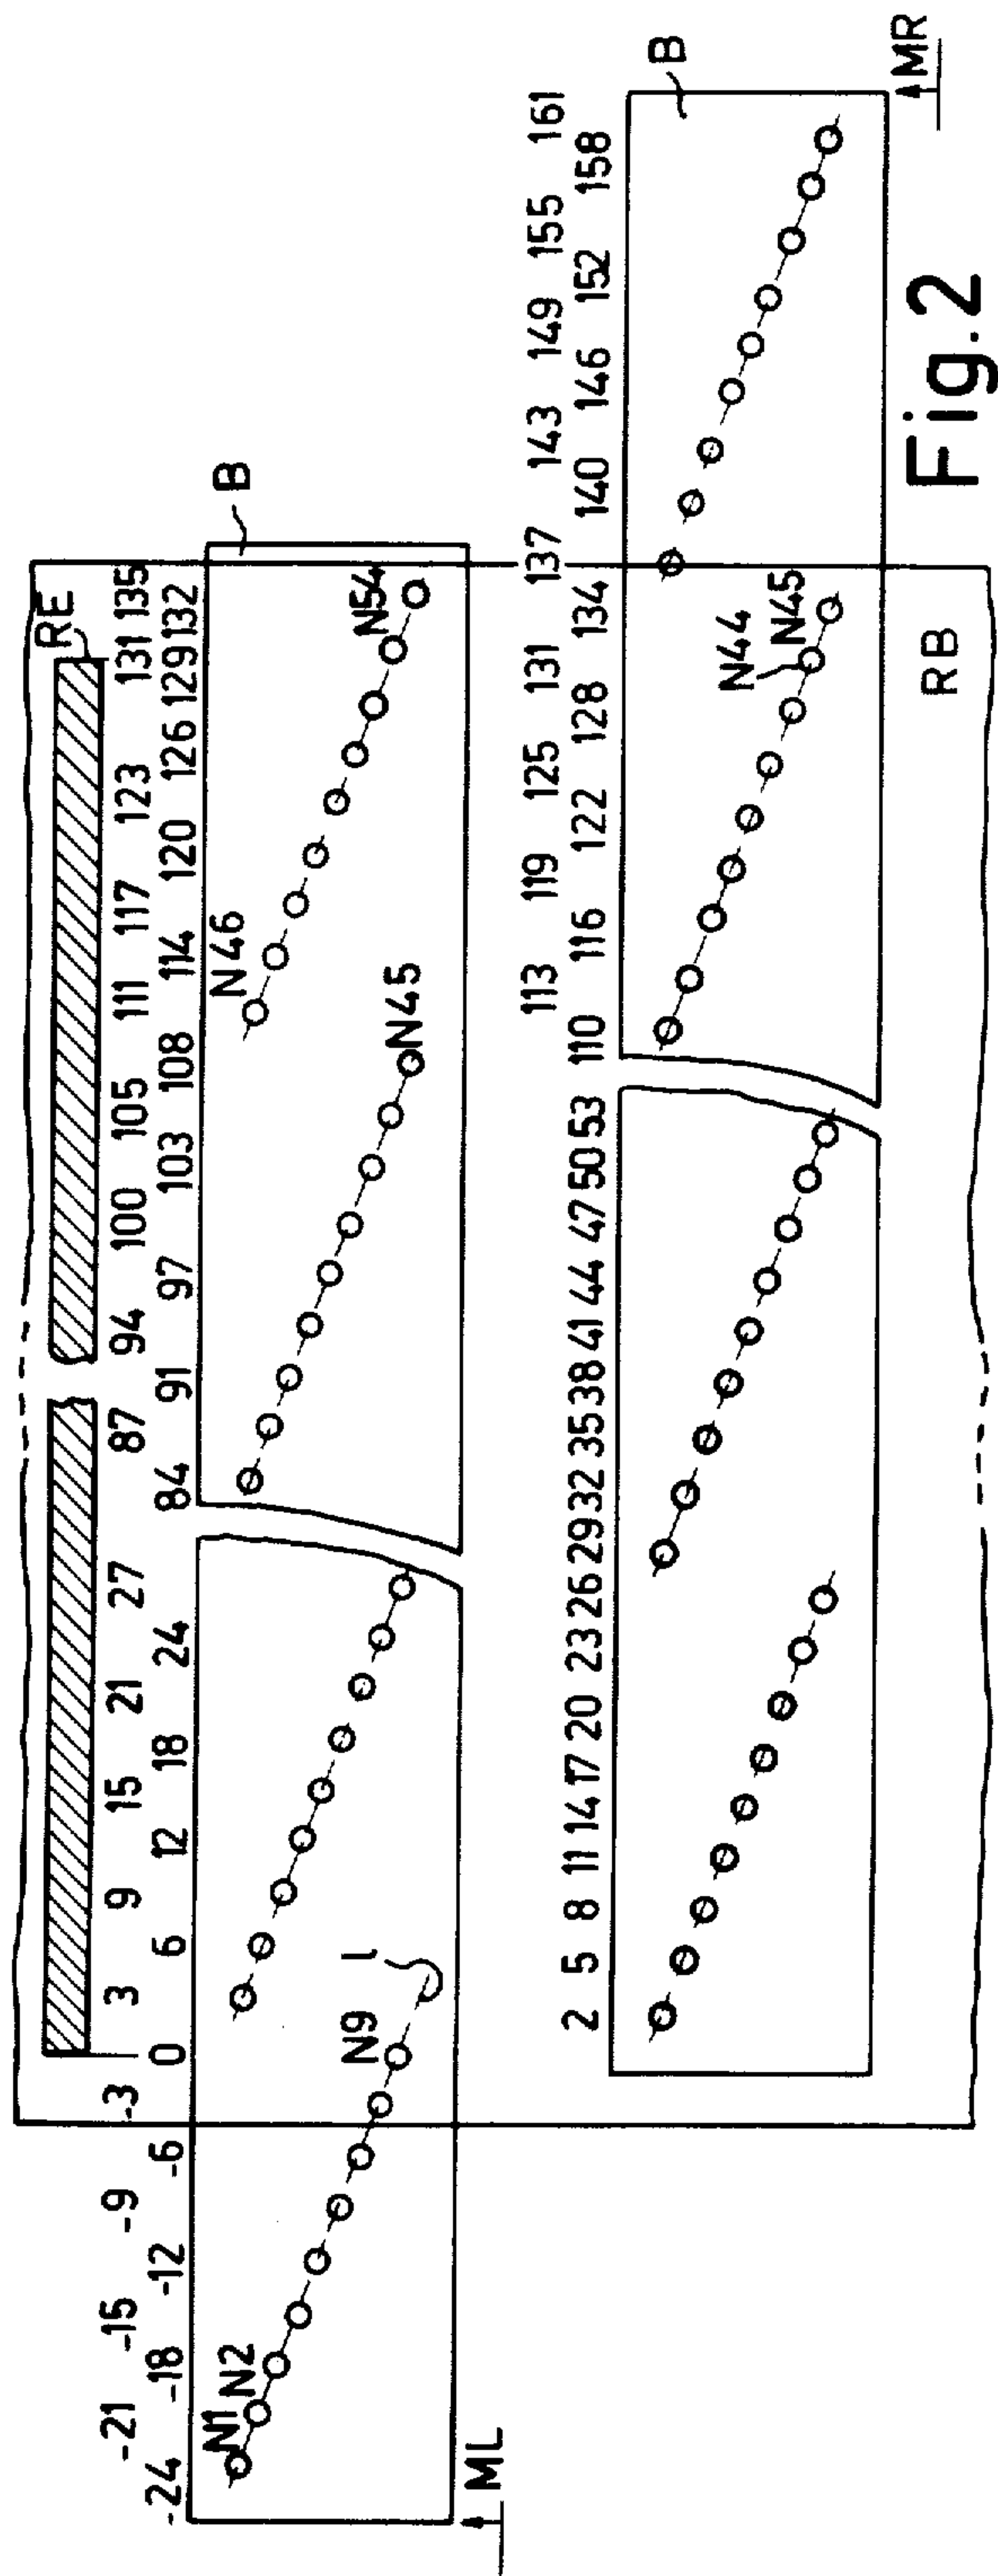 RE
-21 -15 -9 -3 3 9 15 21 27 87 94 100 105 111 117 123 131 135
-24 -18 -12 -6 0 6 12 18 24 84 91 97 103 108 114 120 126 129 132
B
N1 N2 N9 l N45 N46 N54
ML
113 119 125 131 137 143 149 155 161
2 5 8 11 14 17 20 23 26 29 32 35 38 41 44 47 50 53 110 116 122 128 134 140 146 152 158
B
N44 N45
RB
MR
Fig.2